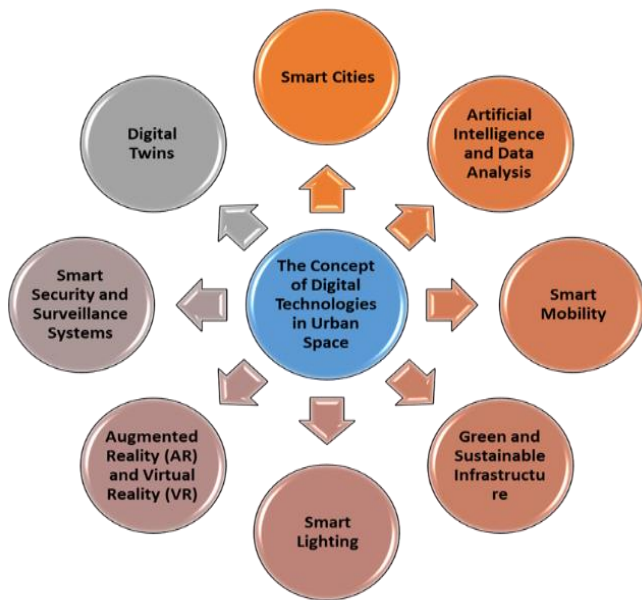 Smart Cities
Artificial
Intelligence
and Data
Analysis
Smart
Mobility
Green and
Sustainable
Infrastructu
re
Smart
Lighting
Augmented
Reality (AR)
and Virtual
Reality (VR)
Smart
Security and
Surveillance
Systems
Digital
Twins
The Concept
of Digital
Technologies
in Urban
Space